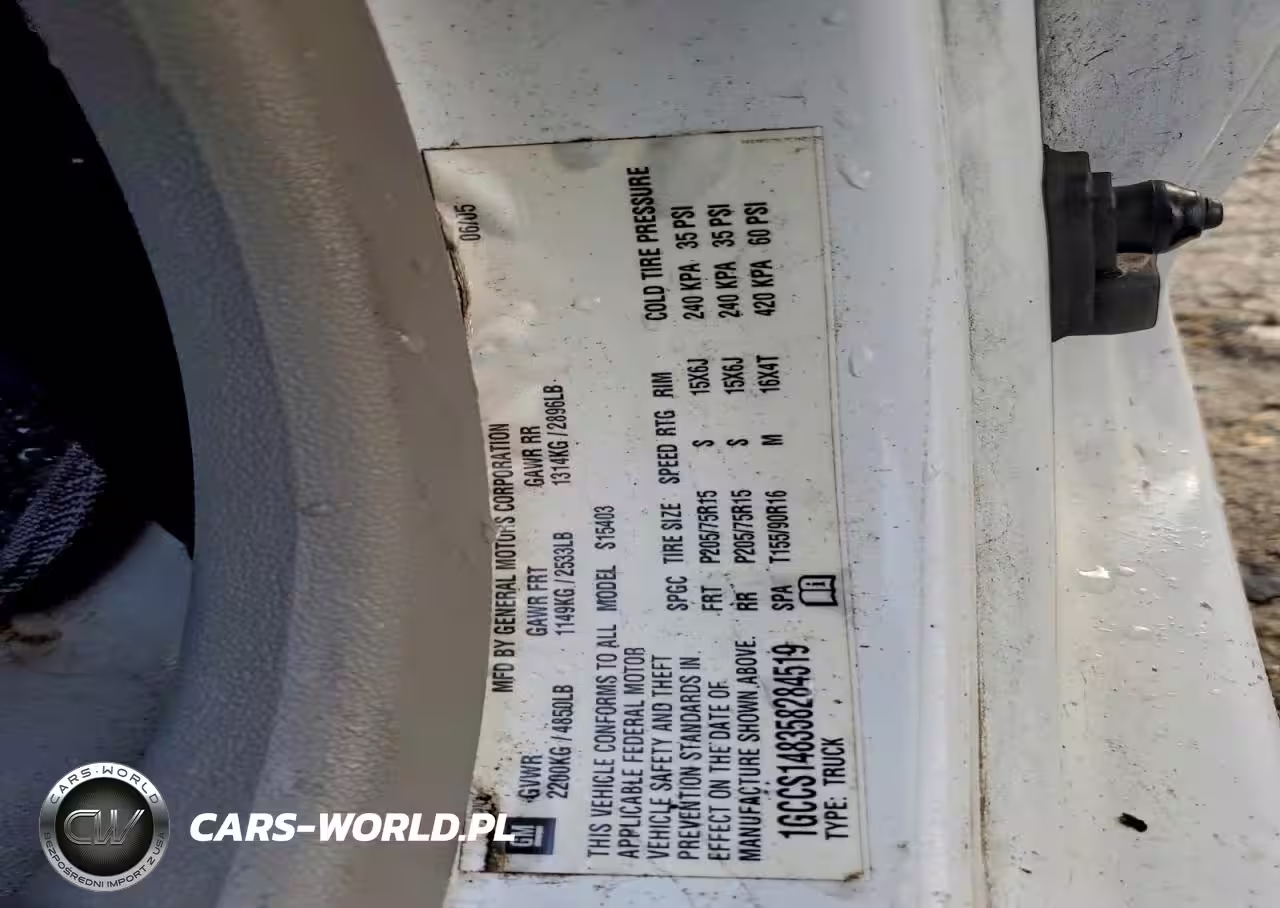 MFD BY GENERAL MOTORS CORPORATION 06/05
GM
GVWR GAWR FRT GAWR RR
2200KG / 4850LB 1149KG / 2533LB 1314KG / 2896LB
THIS VEHICLE CONFORMS TO ALL
APPLICABLE FEDERAL MOTOR
VEHICLE SAFETY AND THEFT
PREVENTION STANDARDS IN
EFFECT ON THE DATE OF
MANUFACTURE SHOWN ABOVE.
MODEL S15403
COLD TIRE PRESSURE
SPGC TIRE SIZE SPEED RTG RIM
FRT P205/75R15 S 15X6J 240 KPA 35 PSI
RR P205/75R15 S 15X6J 240 KPA 35 PSI
SPA T155/90R16 M 16X4T 420 KPA 60 PSI
1GCCS148358284519
TYPE: TRUCK
CARS-WORLD
CW
BEZPOŚREDNI IMPORT Z USA
CARS-WORLD.PL